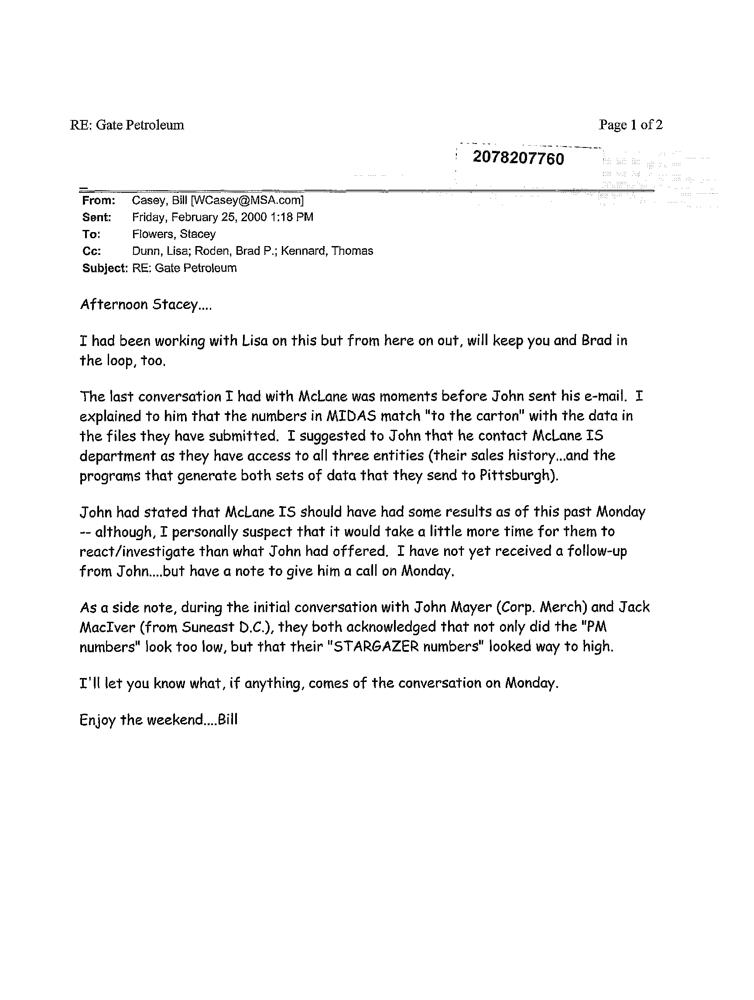 RE: Gate Petroleum
Page 1 of 2
2078207760
From: Casey, Bill [WCasey@MSA.com]
Sent: Friday, February 25, 2000 1:18 PM
To: Flowers, Stacey
Cc: Dunn, Lisa; Roden, Brad P.; Kennard, Thomas
Subject: RE: Gate Petroleum
Afternoon Stacey....
I had been working with Lisa on this but from here on out, will keep you and Brad in
the loop, too.
The last conversation I had with McLane was moments before John sent his e-mail. I
explained to him that the numbers in MIDAS match "to the carton" with the data in
the files they have submitted. I suggested to John that he contact McLane IS
department as they have access to all three entities (their sales history...and the
programs that generate both sets of data that they send to Pittsburgh).
John had stated that McLane IS should have had some results as of this past Monday
-- although, I personally suspect that it would take a little more time for them to
react/investigate than what John had offered. I have not yet received a follow-up
from John....but have a note to give him a call on Monday.
As a side note, during the initial conversation with John Mayer (Corp. Merch) and Jack
MacIver (from Suneast D.C.), they both acknowledged that not only did the "PM
numbers" look too low, but that their "STARGAZER numbers" looked way to high.
I'll let you know what, if anything, comes of the conversation on Monday.
Enjoy the weekend....Bill